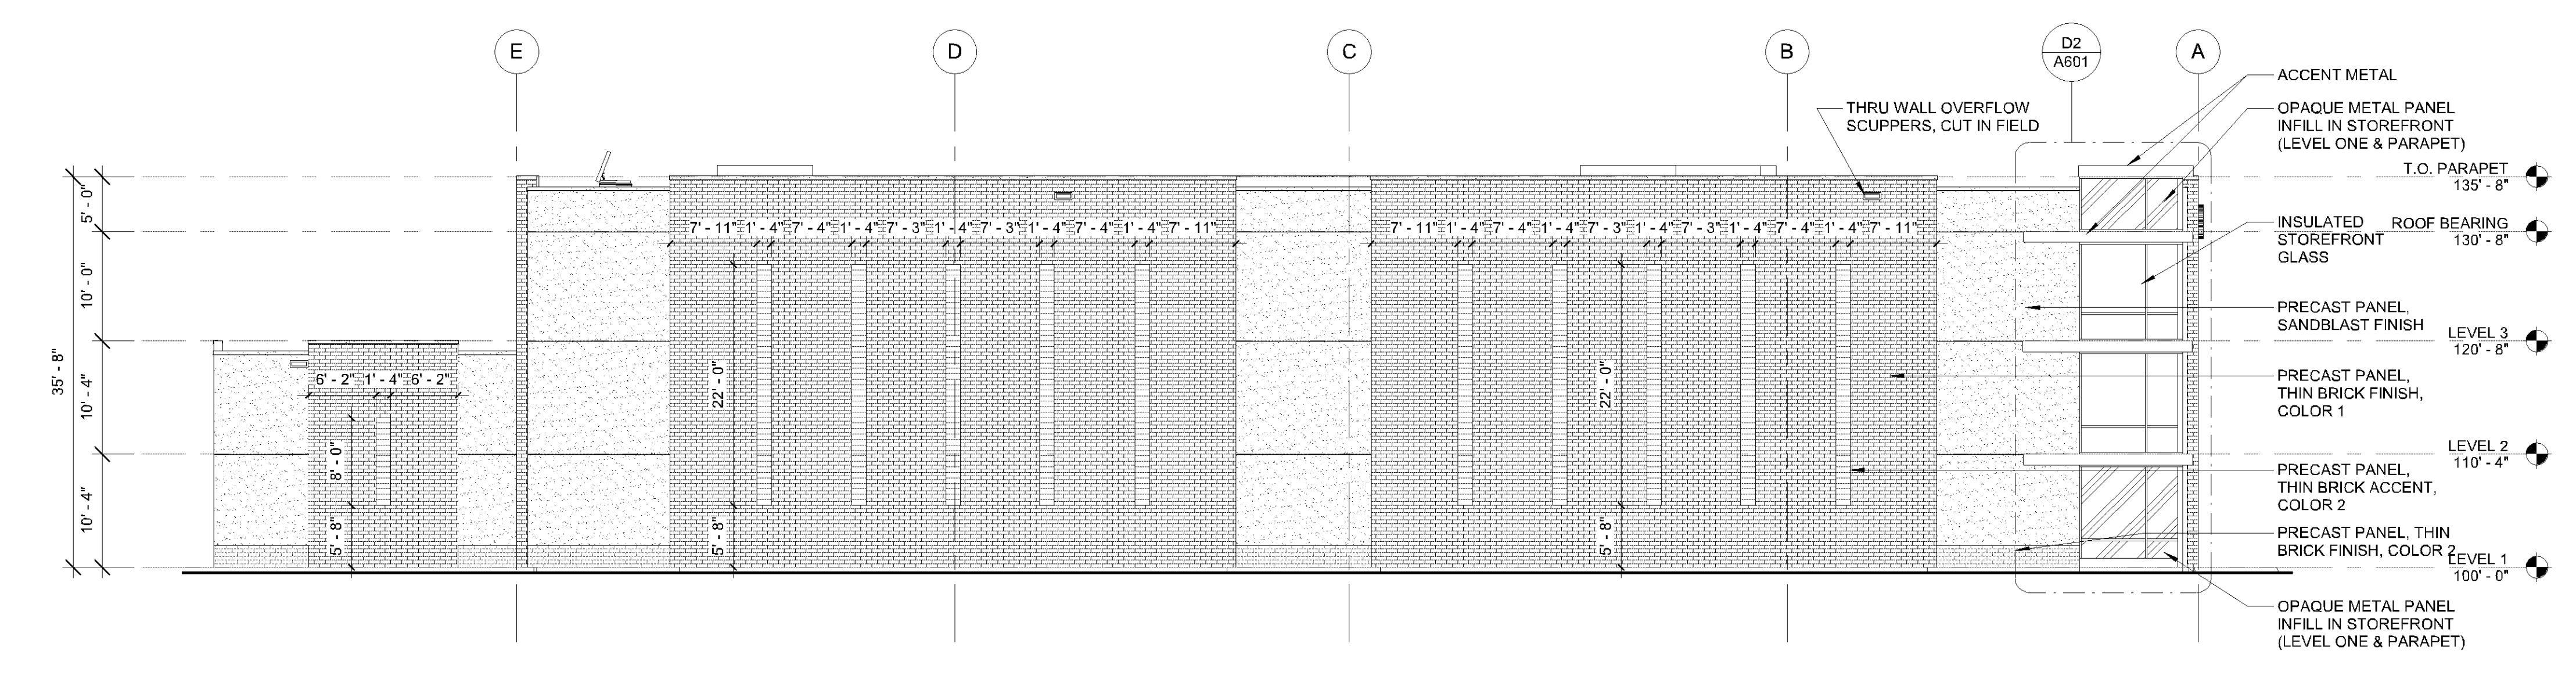 E
D
C
B
D2
A601
A
ACCENT METAL
THRU WALL OVERFLOW
SCUPPERS, CUT IN FIELD
OPAQUE METAL PANEL
INFILL IN STOREFRONT
(LEVEL ONE & PARAPET)
T.O. PARAPET
135' - 8"
INSULATED
STOREFRONT
GLASS
ROOF BEARING
130' - 8"
PRECAST PANEL,
SANDBLAST FINISH
LEVEL 3
120' - 8"
PRECAST PANEL,
THIN BRICK FINISH,
COLOR 1
LEVEL 2
110' - 4"
PRECAST PANEL,
THIN BRICK ACCENT,
COLOR 2
PRECAST PANEL, THIN
BRICK FINISH, COLOR 2
LEVEL 1
100' - 0"
OPAQUE METAL PANEL
INFILL IN STOREFRONT
(LEVEL ONE & PARAPET)
7' - 11" 1' - 4" 7' - 4" 1' - 4" 7' - 3" 1' - 4" 7' - 3" 1' - 4" 7' - 4" 1' - 4" 7' - 11"
7' - 11" 1' - 4" 7' - 4" 1' - 4" 7' - 3" 1' - 4" 7' - 3" 1' - 4" 7' - 4" 1' - 4" 7' - 11"
6' - 2" 1' - 4" 6' - 2"
35' - 8"
5' - 0"
10' - 0"
10' - 4"
10' - 4"
8' - 0"
5' - 8"
22' - 0"
5' - 8"
22' - 0"
5' - 8"